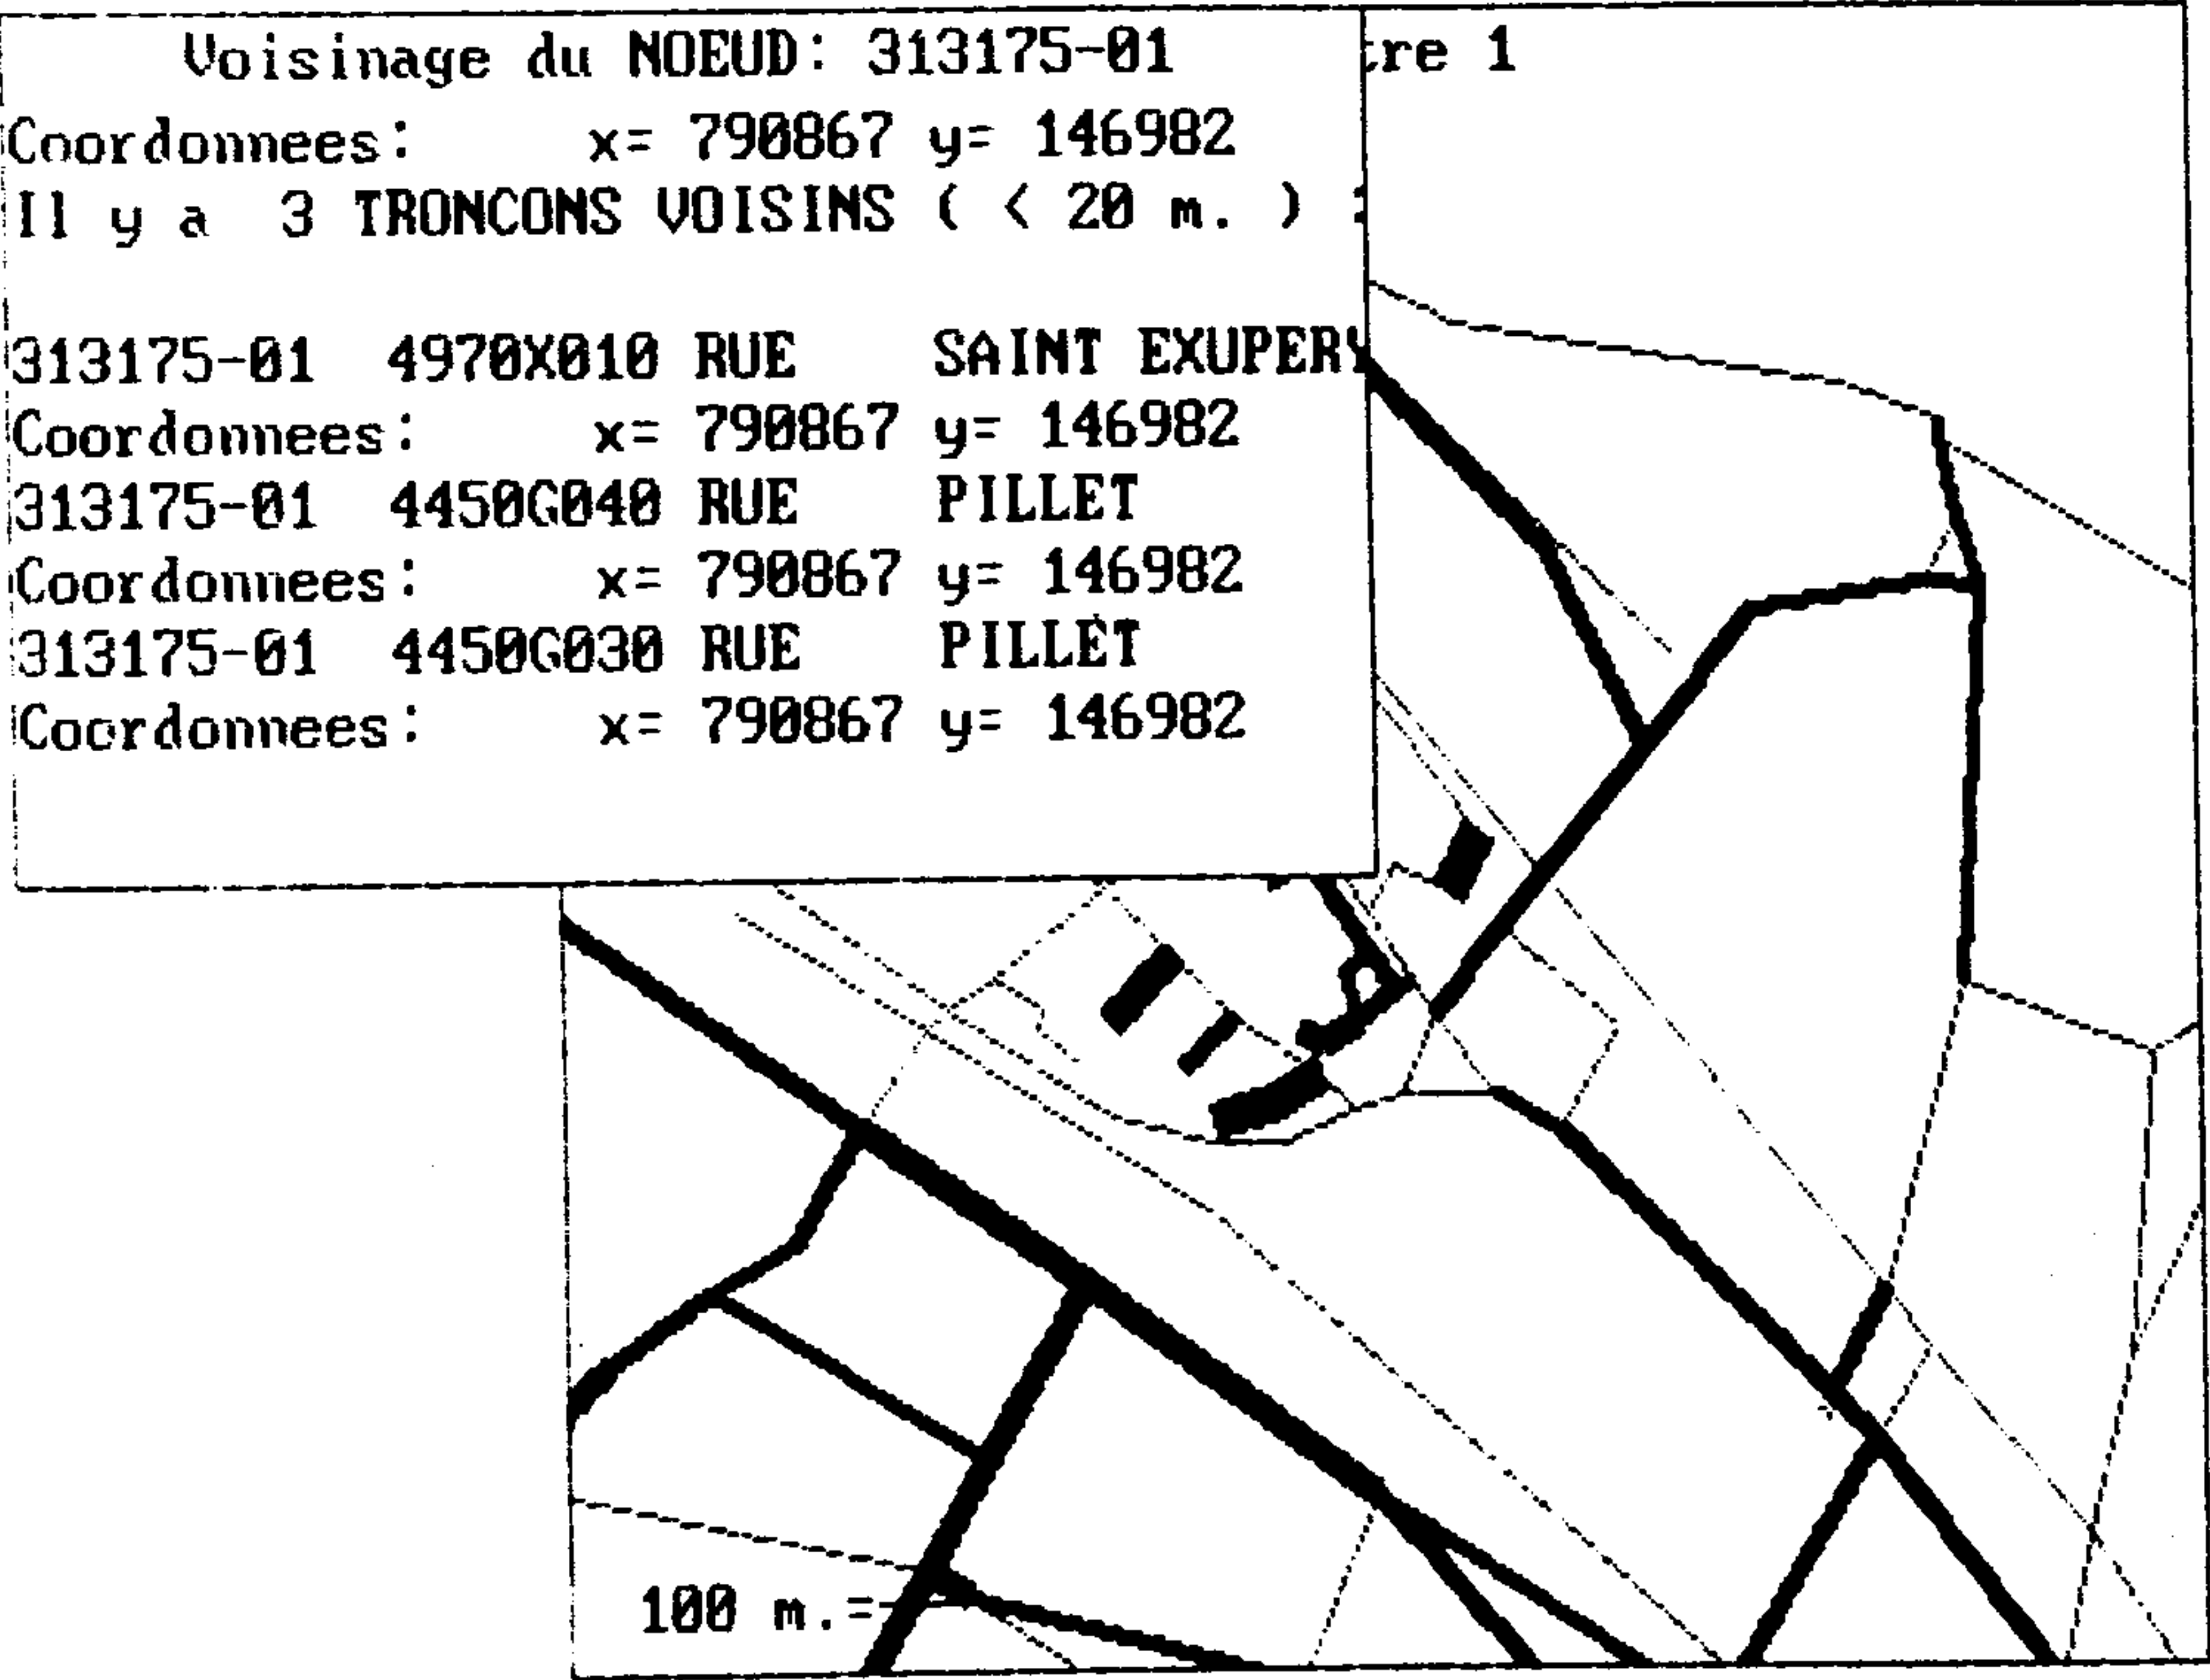 Voisinage du NOEUD: 313175-01
re 1
Coordonnees: x= 790867 y= 146982
Il y a 3 TRONCONS VOISINS ( < 20 m. ) :
313175-01 4970X010 RUE SAINT EXUPERY
Coordonnees: x= 790867 y= 146982
313175-01 4450G040 RUE PILLET
Coordonnees: x= 790867 y= 146982
313175-01 4450G030 RUE PILLET
Coordonnees: x= 790867 y= 146982
100 m.=